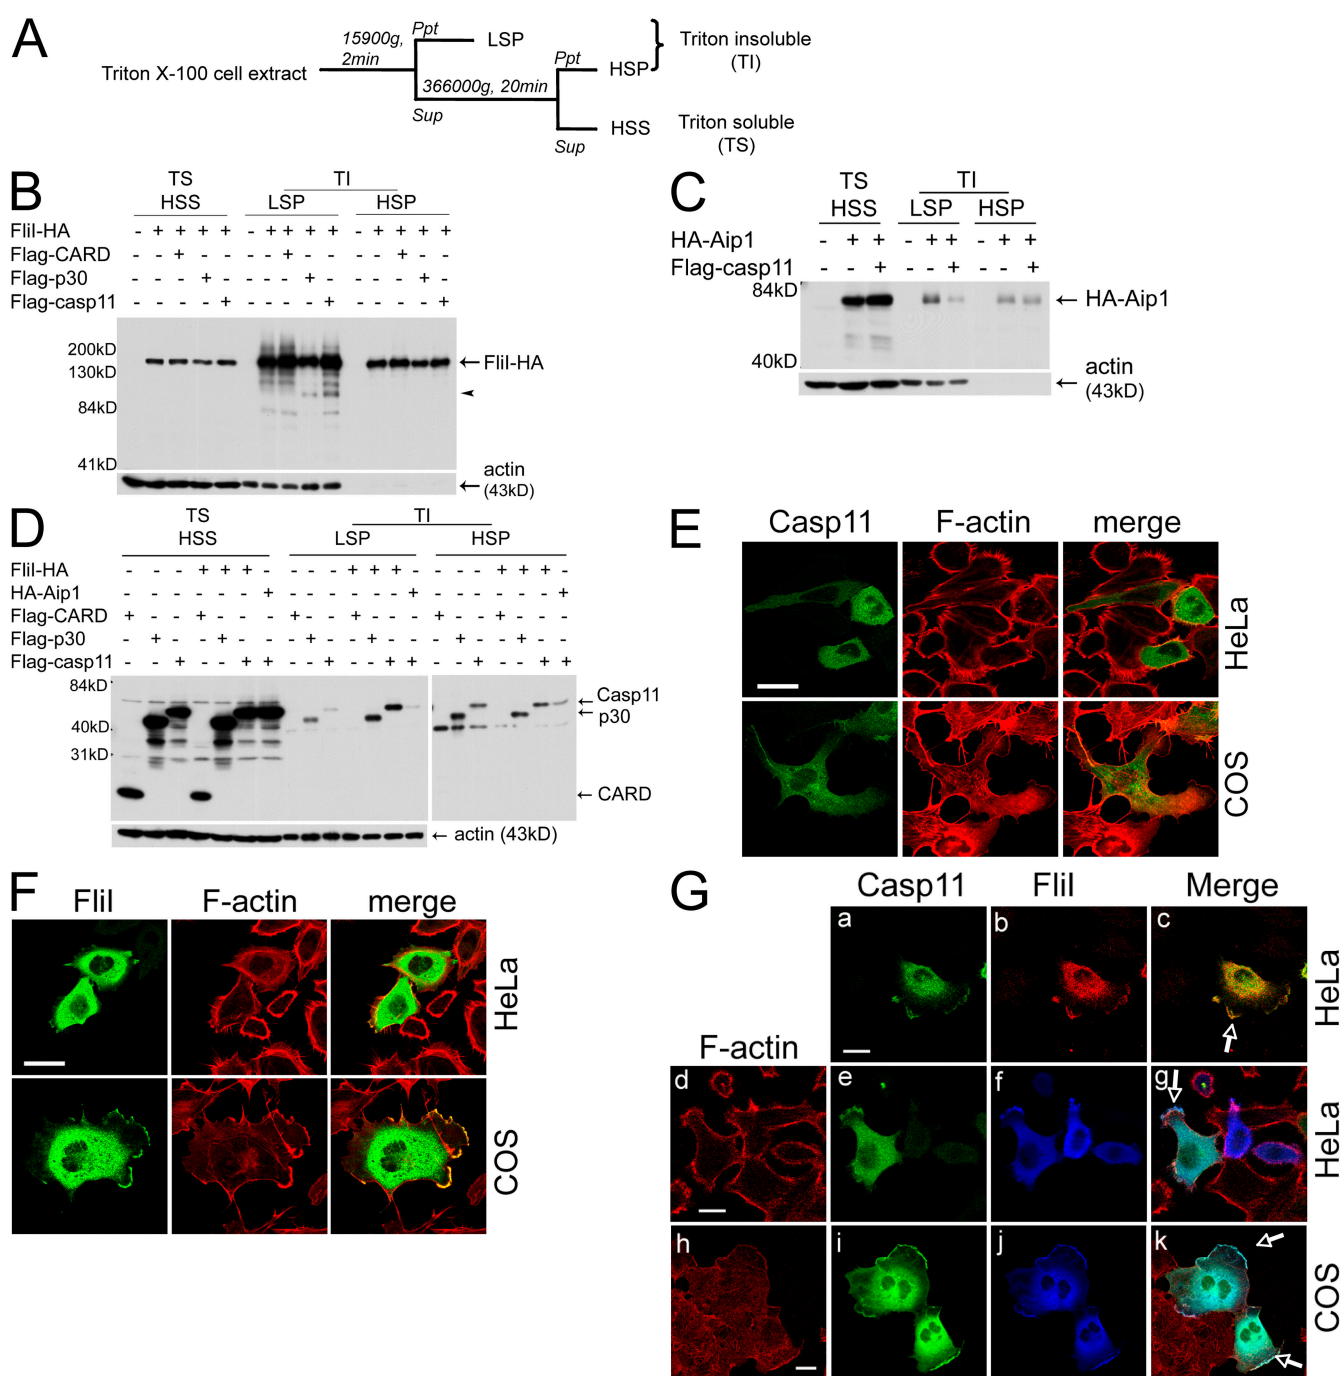 A
15900g, 2min
Ppt
LSP
Triton X-100 cell extract
366000g, 20min
Sup
Ppt
HSP
HSS
Sup
Triton insoluble
(TI)
Triton soluble
(TS)
B
TS TI
HSS LSP HSP
FliI-HA - + + + + - + + + + - + + + +
Flag-CARD - - + - - - - + - - - - + - -
Flag-p30 - - - + - - - - + - - - - + -
Flag-casp11 - - - - + - - - - + - - - - +
200kD
130kD
84kD
41kD
← FliI-HA
← actin
(43kD)
C
TS TI
HSS LSP HSP
HA-Aip1 - + + - + + - + +
Flag-casp11 - - + - - + - - +
84kD
40kD
← HA-Aip1
← actin
(43kD)
D
TS TI
HSS LSP HSP
FliI-HA - - - + + + - - - - + + + - - - - + + + -
HA-Aip1 - - - - - - + - - - - - - + - - - - - - +
Flag-CARD + - - + - - - + - - + - - - + - - + - - -
Flag-p30 - + - - + - - - + - - + - - - + - - + - -
Flag-casp11 - - + - - + + - - + - - + + - - + - - + +
84kD
40kD
31kD
← Casp11
← p30
← CARD
← actin (43kD)
E
Casp11 F-actin merge
HeLa
COS
F
FliI F-actin merge
HeLa
COS
G
Casp11 FliI Merge
a b c
HeLa
F-actin
d e f g
HeLa
h i j k
COS